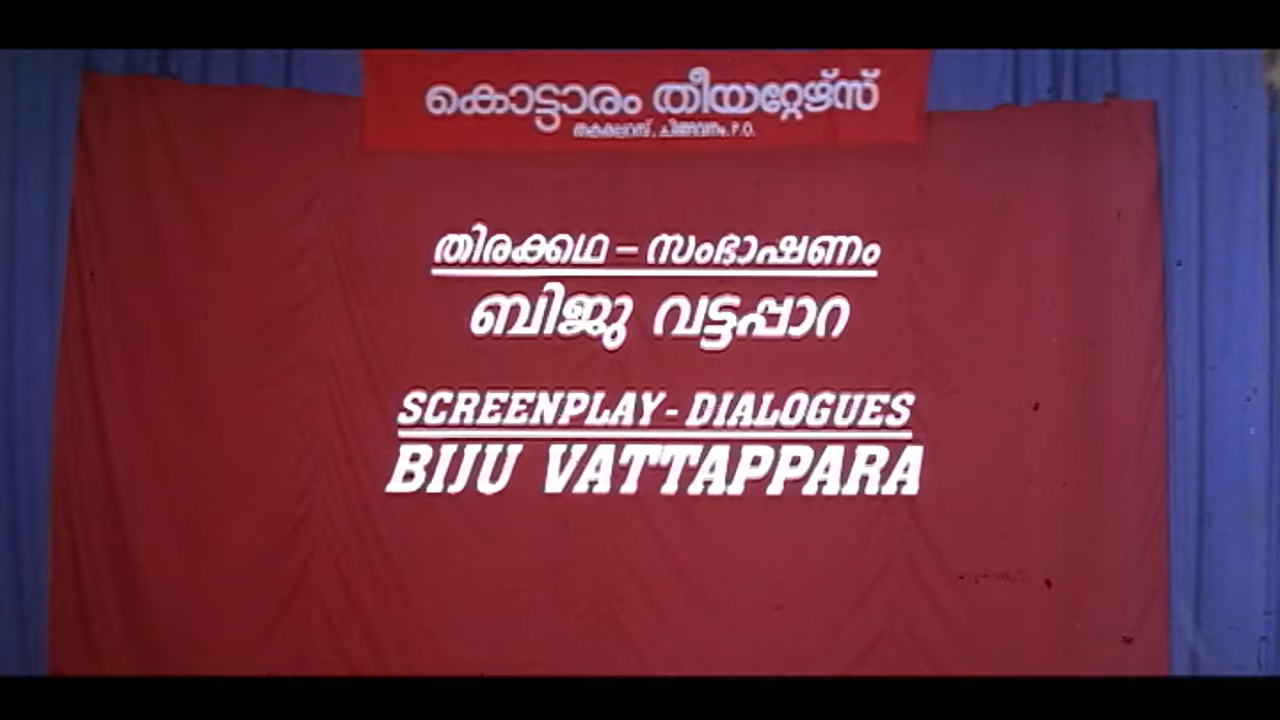 കൊട്ടാരം തീയറ്റേഴ്സ്
P.O.
തിരക്കഥ - സംഭാഷണം
ബിജു വട്ടപ്പാറ
SCREENPLAY - DIALOGUES
BIJU VATTAPPARA